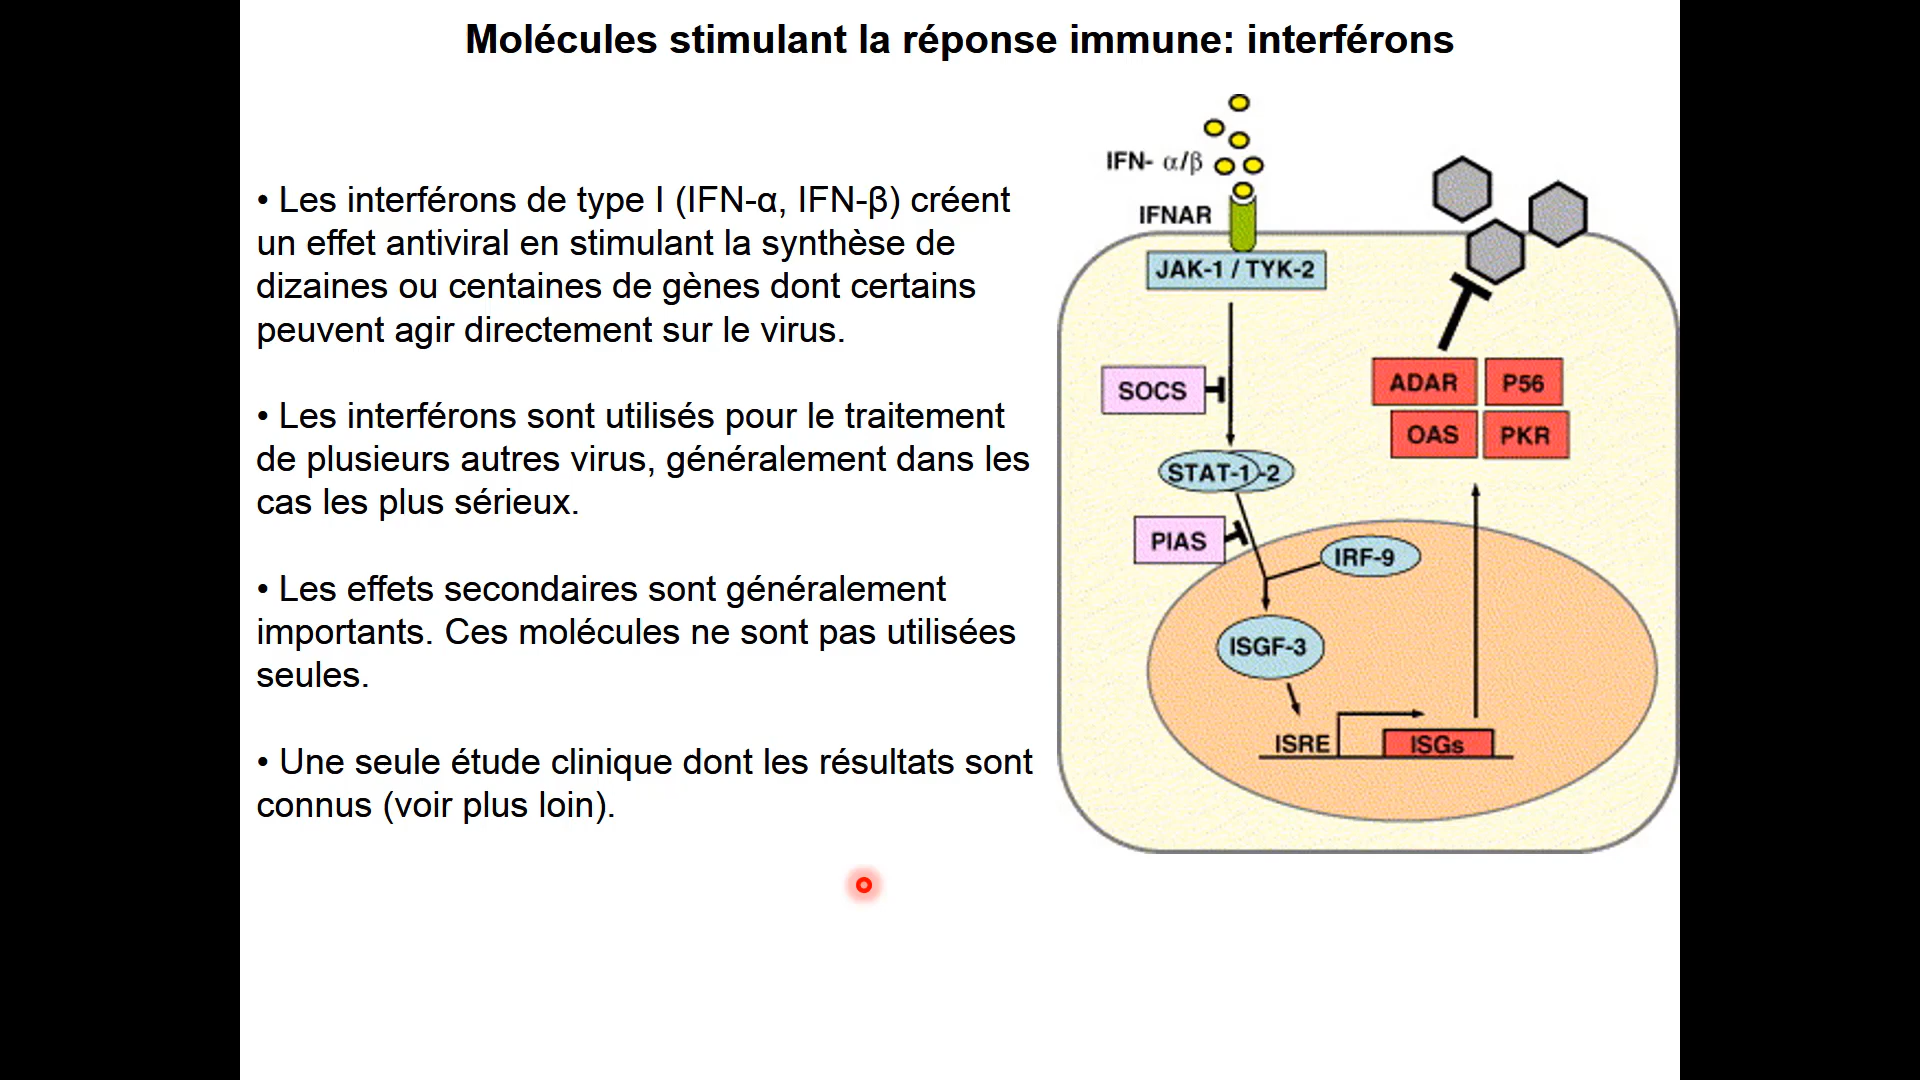 Molécules stimulant la réponse immune: interférons
• Les interférons de type I (IFN-α, IFN-β) créent
un effet antiviral en stimulant la synthèse de
dizaines ou centaines de gènes dont certains
peuvent agir directement sur le virus.
• Les interférons sont utilisés pour le traitement
de plusieurs autres virus, généralement dans les
cas les plus sérieux.
• Les effets secondaires sont généralement
importants. Ces molécules ne sont pas utilisées
seules.
• Une seule étude clinique dont les résultats sont
connus (voir plus loin).
IFN- α/β
IFNAR
JAK-1 / TYK-2
SOCS
STAT-1 -2
PIAS
IRF-9
ISGF-3
ISRE
ISGs
ADAR
P56
OAS
PKR